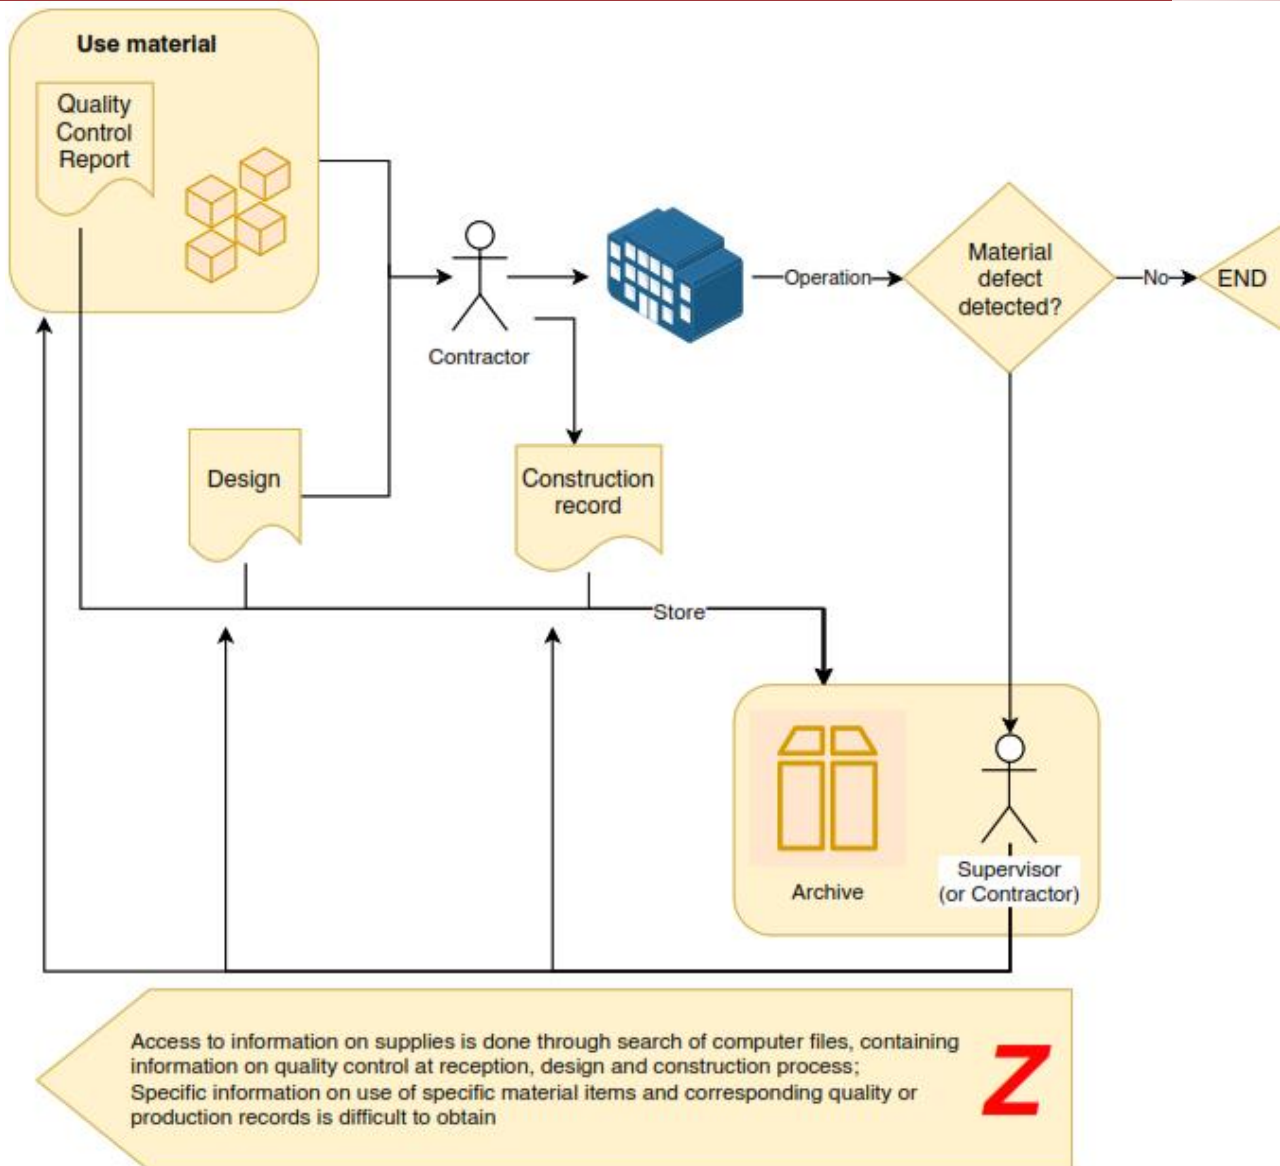 Use material
Quality
Control
Report
Contractor
Operation
Material
defect
detected?
No
END
Design
Construction
record
Store
Archive
Supervisor
(or Contractor)
Access to information on supplies is done through search of computer files, containing
information on quality control at reception, design and construction process;
Specific information on use of specific material items and corresponding quality or
production records is difficult to obtain
Z